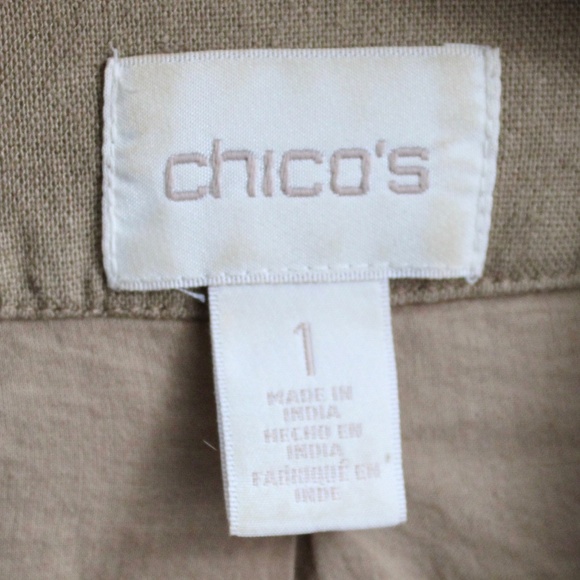 chico's
1
MADE IN
INDIA
HECHO EN
INDIA
FABRIQUÉ EN
INDE